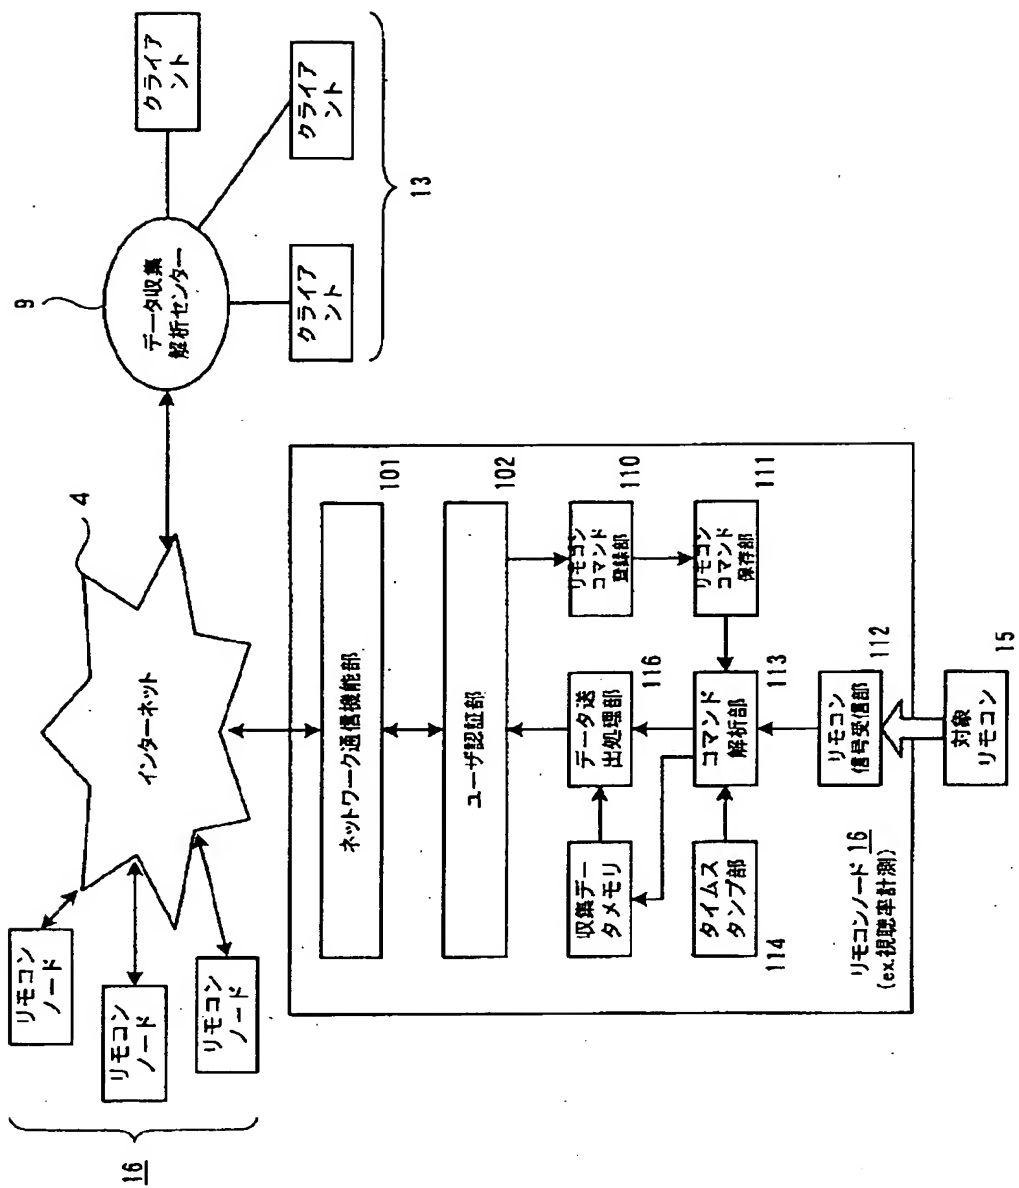 16
リモコン
ノード
リモコン
ノード
リモコン
ノード
インターネット
4
9
データ収集
解析センター
クライア
ント
クライア
ント
クライア
ント
13
ネットワーク通信機能部
101
ユーザ認証部
102
収集デー
タメモリ
データ送
出処理部
116
リモコン
コマンド
登録部
110
タイムス
タンプ部
114
コマンド
解析部
113
リモコン
コマンド
保存部
111
リモコンノード 16
(ex.視聴率計測)
リモコン
信号受信部
112
対象
リモコン
15